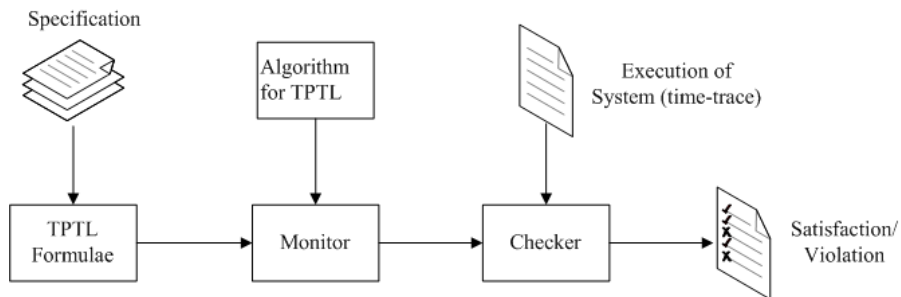 Specification
Algorithm
for TPTL
Execution of
System (time-trace)
TPTL
Formulae
Monitor
Checker
Satisfaction/
Violation